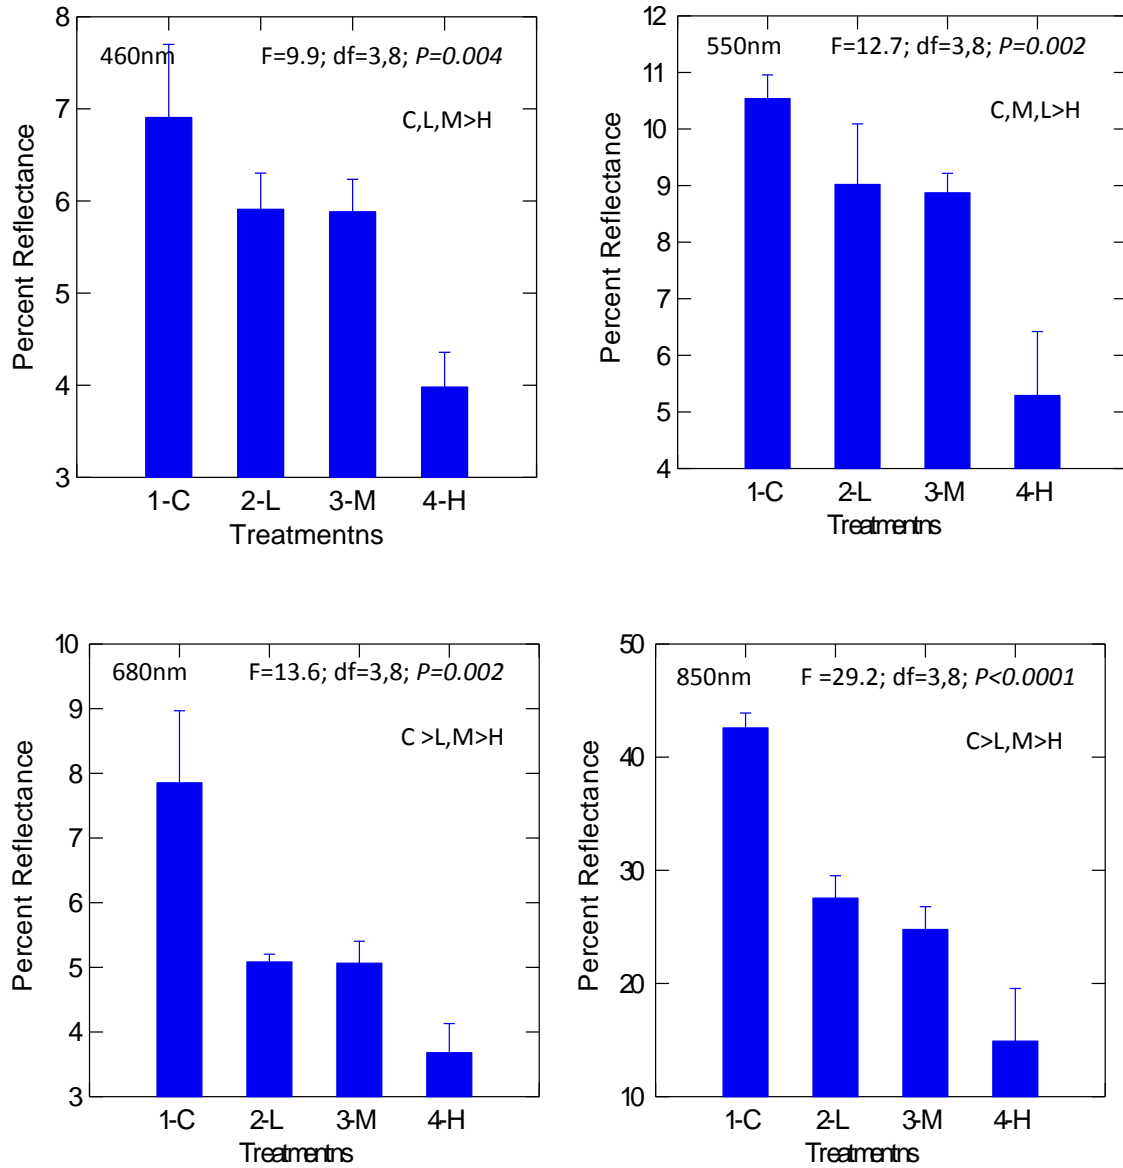 460nm F=9.9; df=3,8; P=0.004
C,L,M>H
8
7
6
5
4
3
Percent Reflectance
1-C 2-L 3-M 4-H
Treatmentns
550nm F=12.7; df=3,8; P=0.002
C,M,L>H
12
11
10
9
8
7
6
5
4
Percent Reflectance
1-C 2-L 3-M 4-H
Treatmentns
680nm F=13.6; df=3,8; P=0.002
C >L,M>H
10
9
8
7
6
5
4
3
Percent Reflectance
1-C 2-L 3-M 4-H
Treatmentns
850nm F =29.2; df=3,8; P<0.0001
C>L,M>H
50
40
30
20
10
Percent Reflectance
1-C 2-L 3-M 4-H
Treatmentns